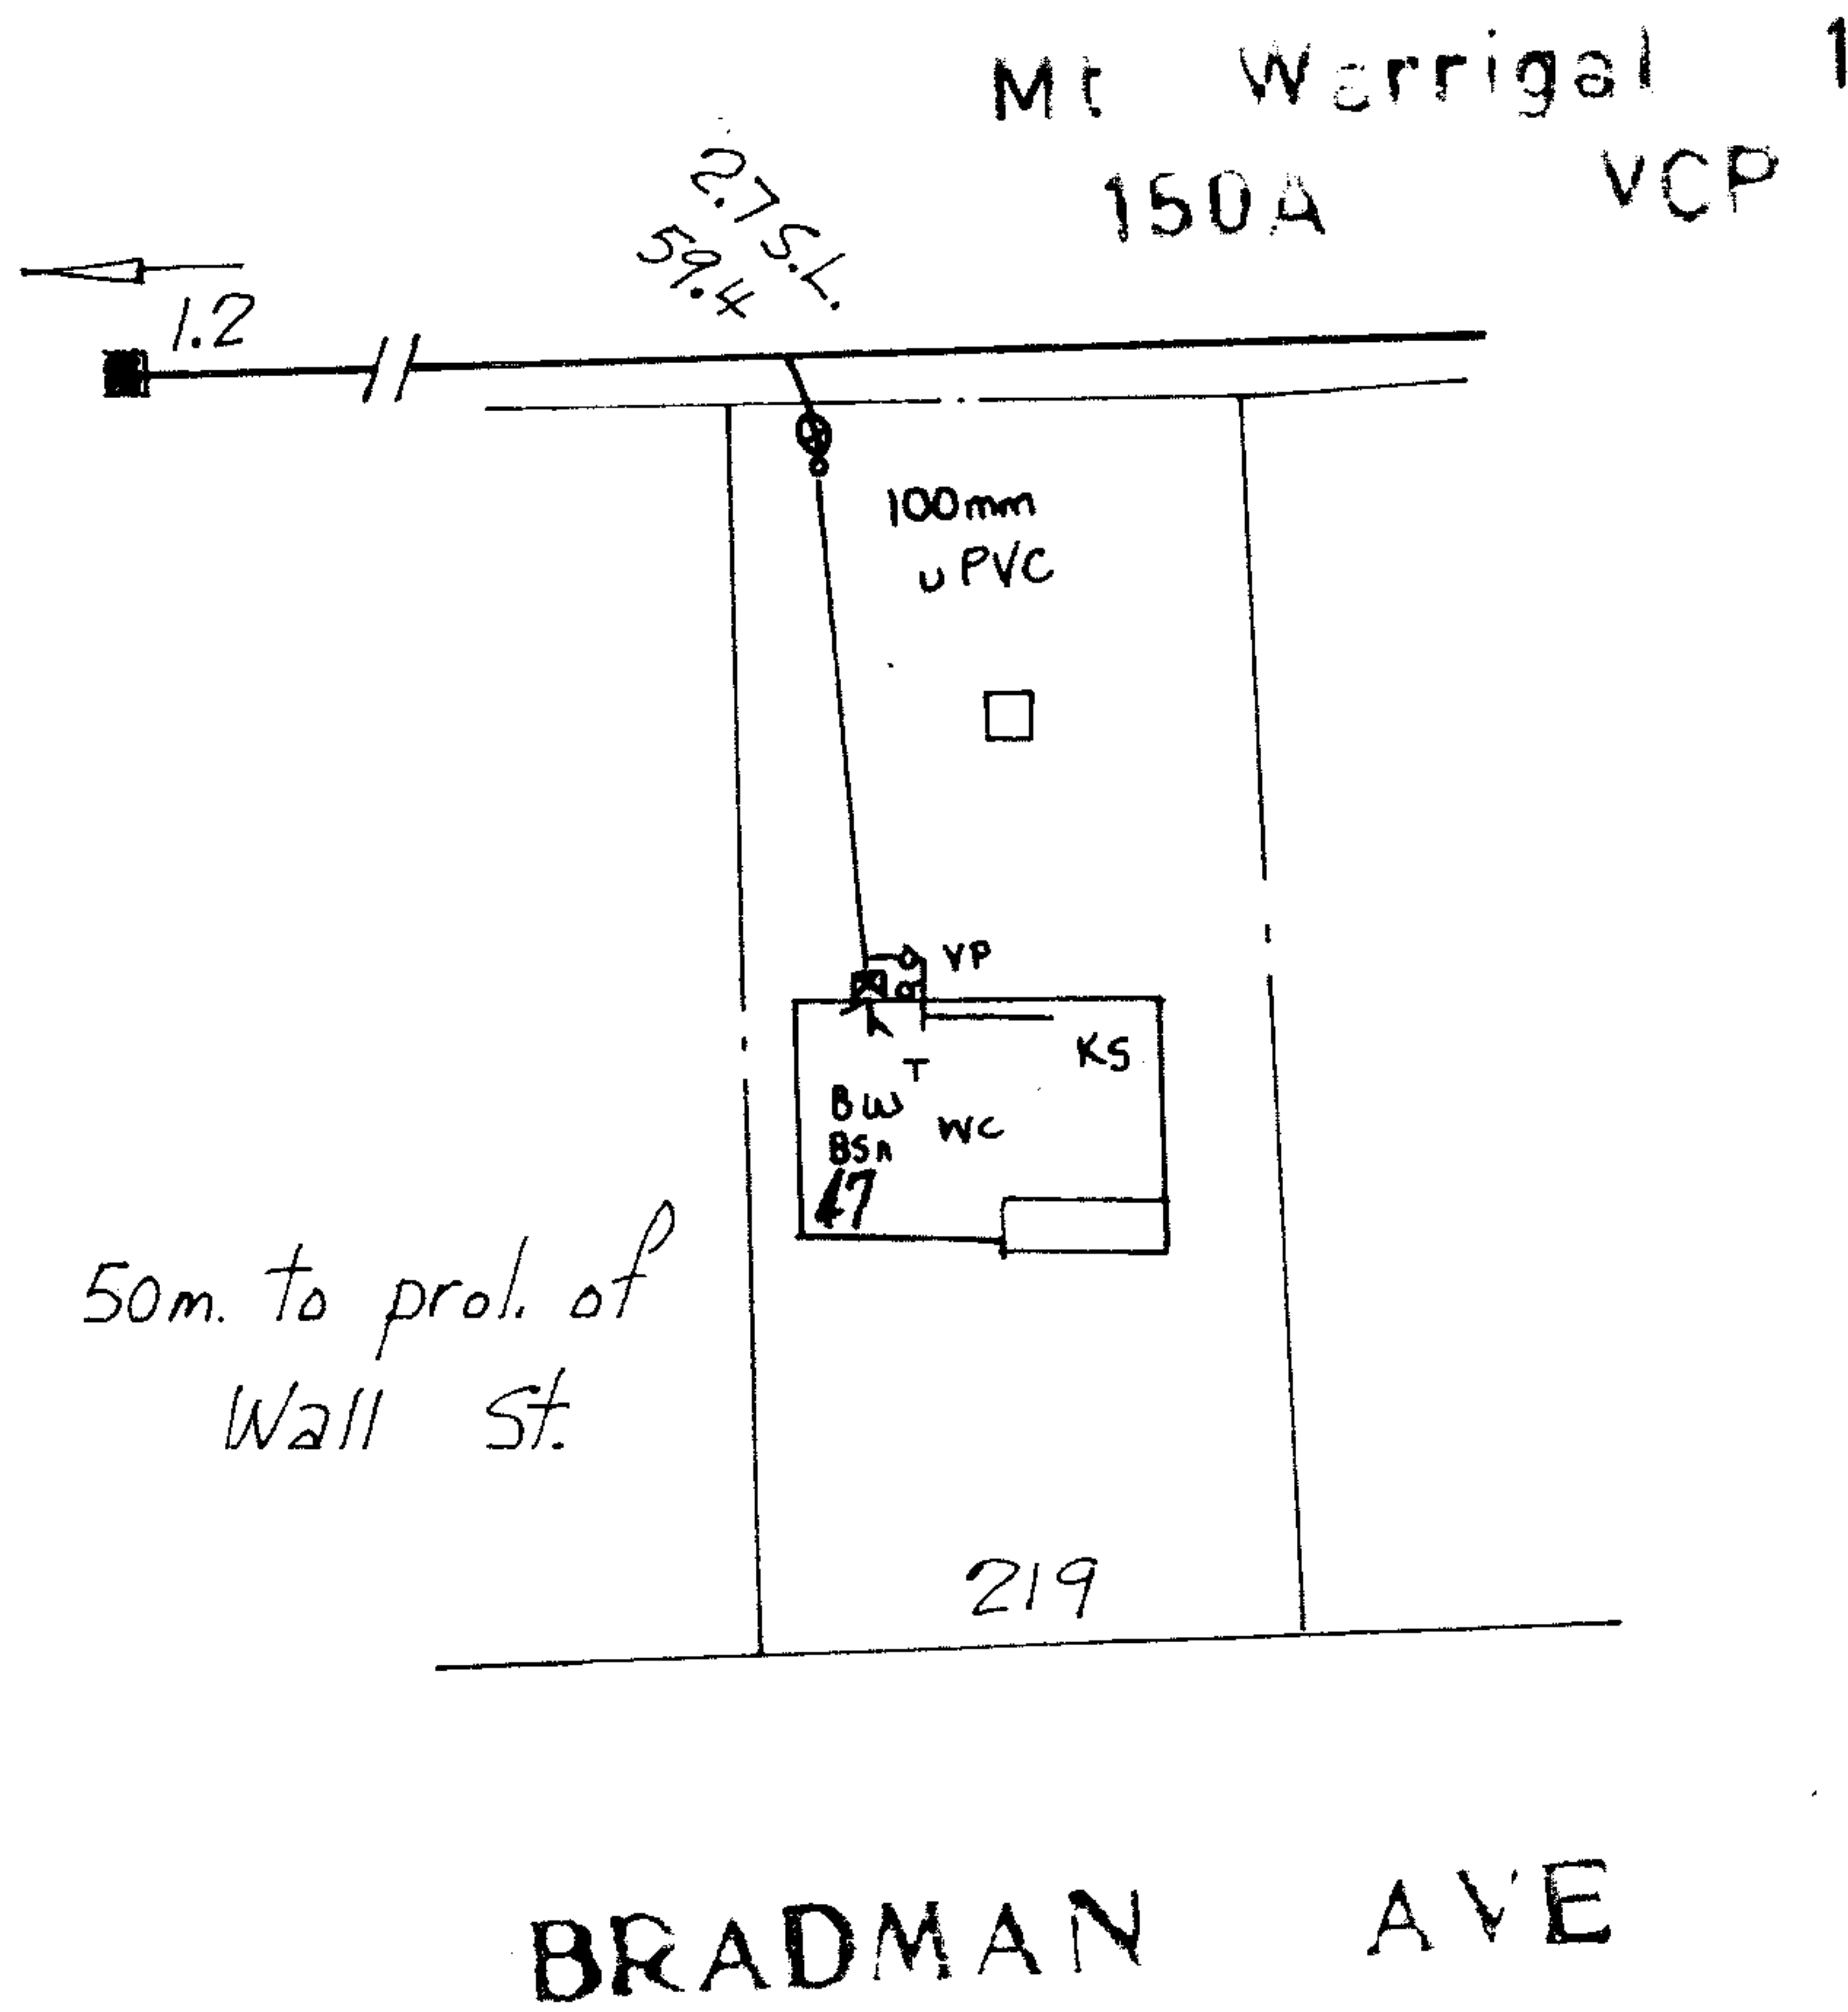 Mt Warrigal 1
150A VCP
2.7 S.L.
59.4
1.2
100mm
uPVC
VP
KS
T
BW
WC
BSn
17
50m. to prol. of
Wall St.
219
BRADMAN AVE